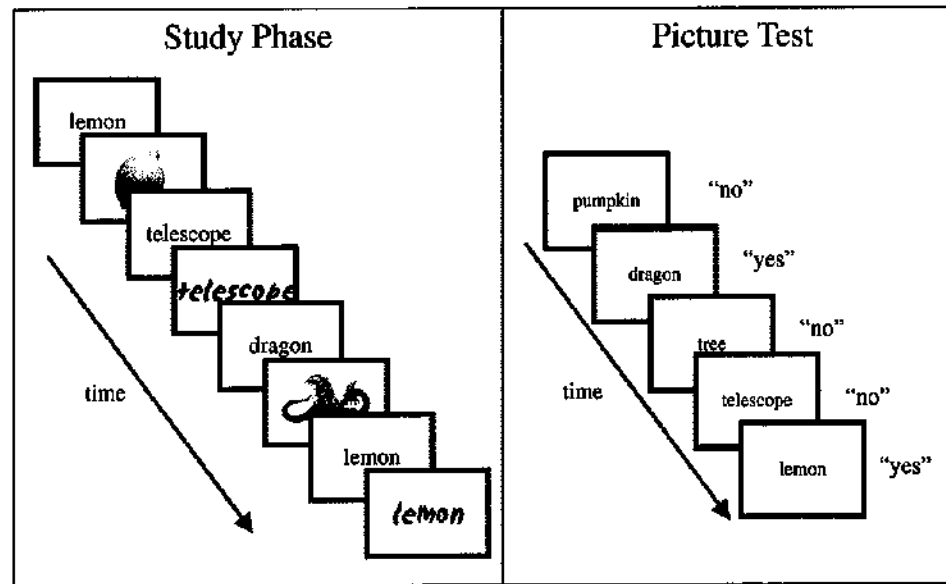 Study Phase
lemon
telescope
telescope
dragon
time
lemon
lemon
Picture Test
pumpkin
"no"
dragon
"yes"
tree
"no"
time
telescope
"no"
lemon
"yes"